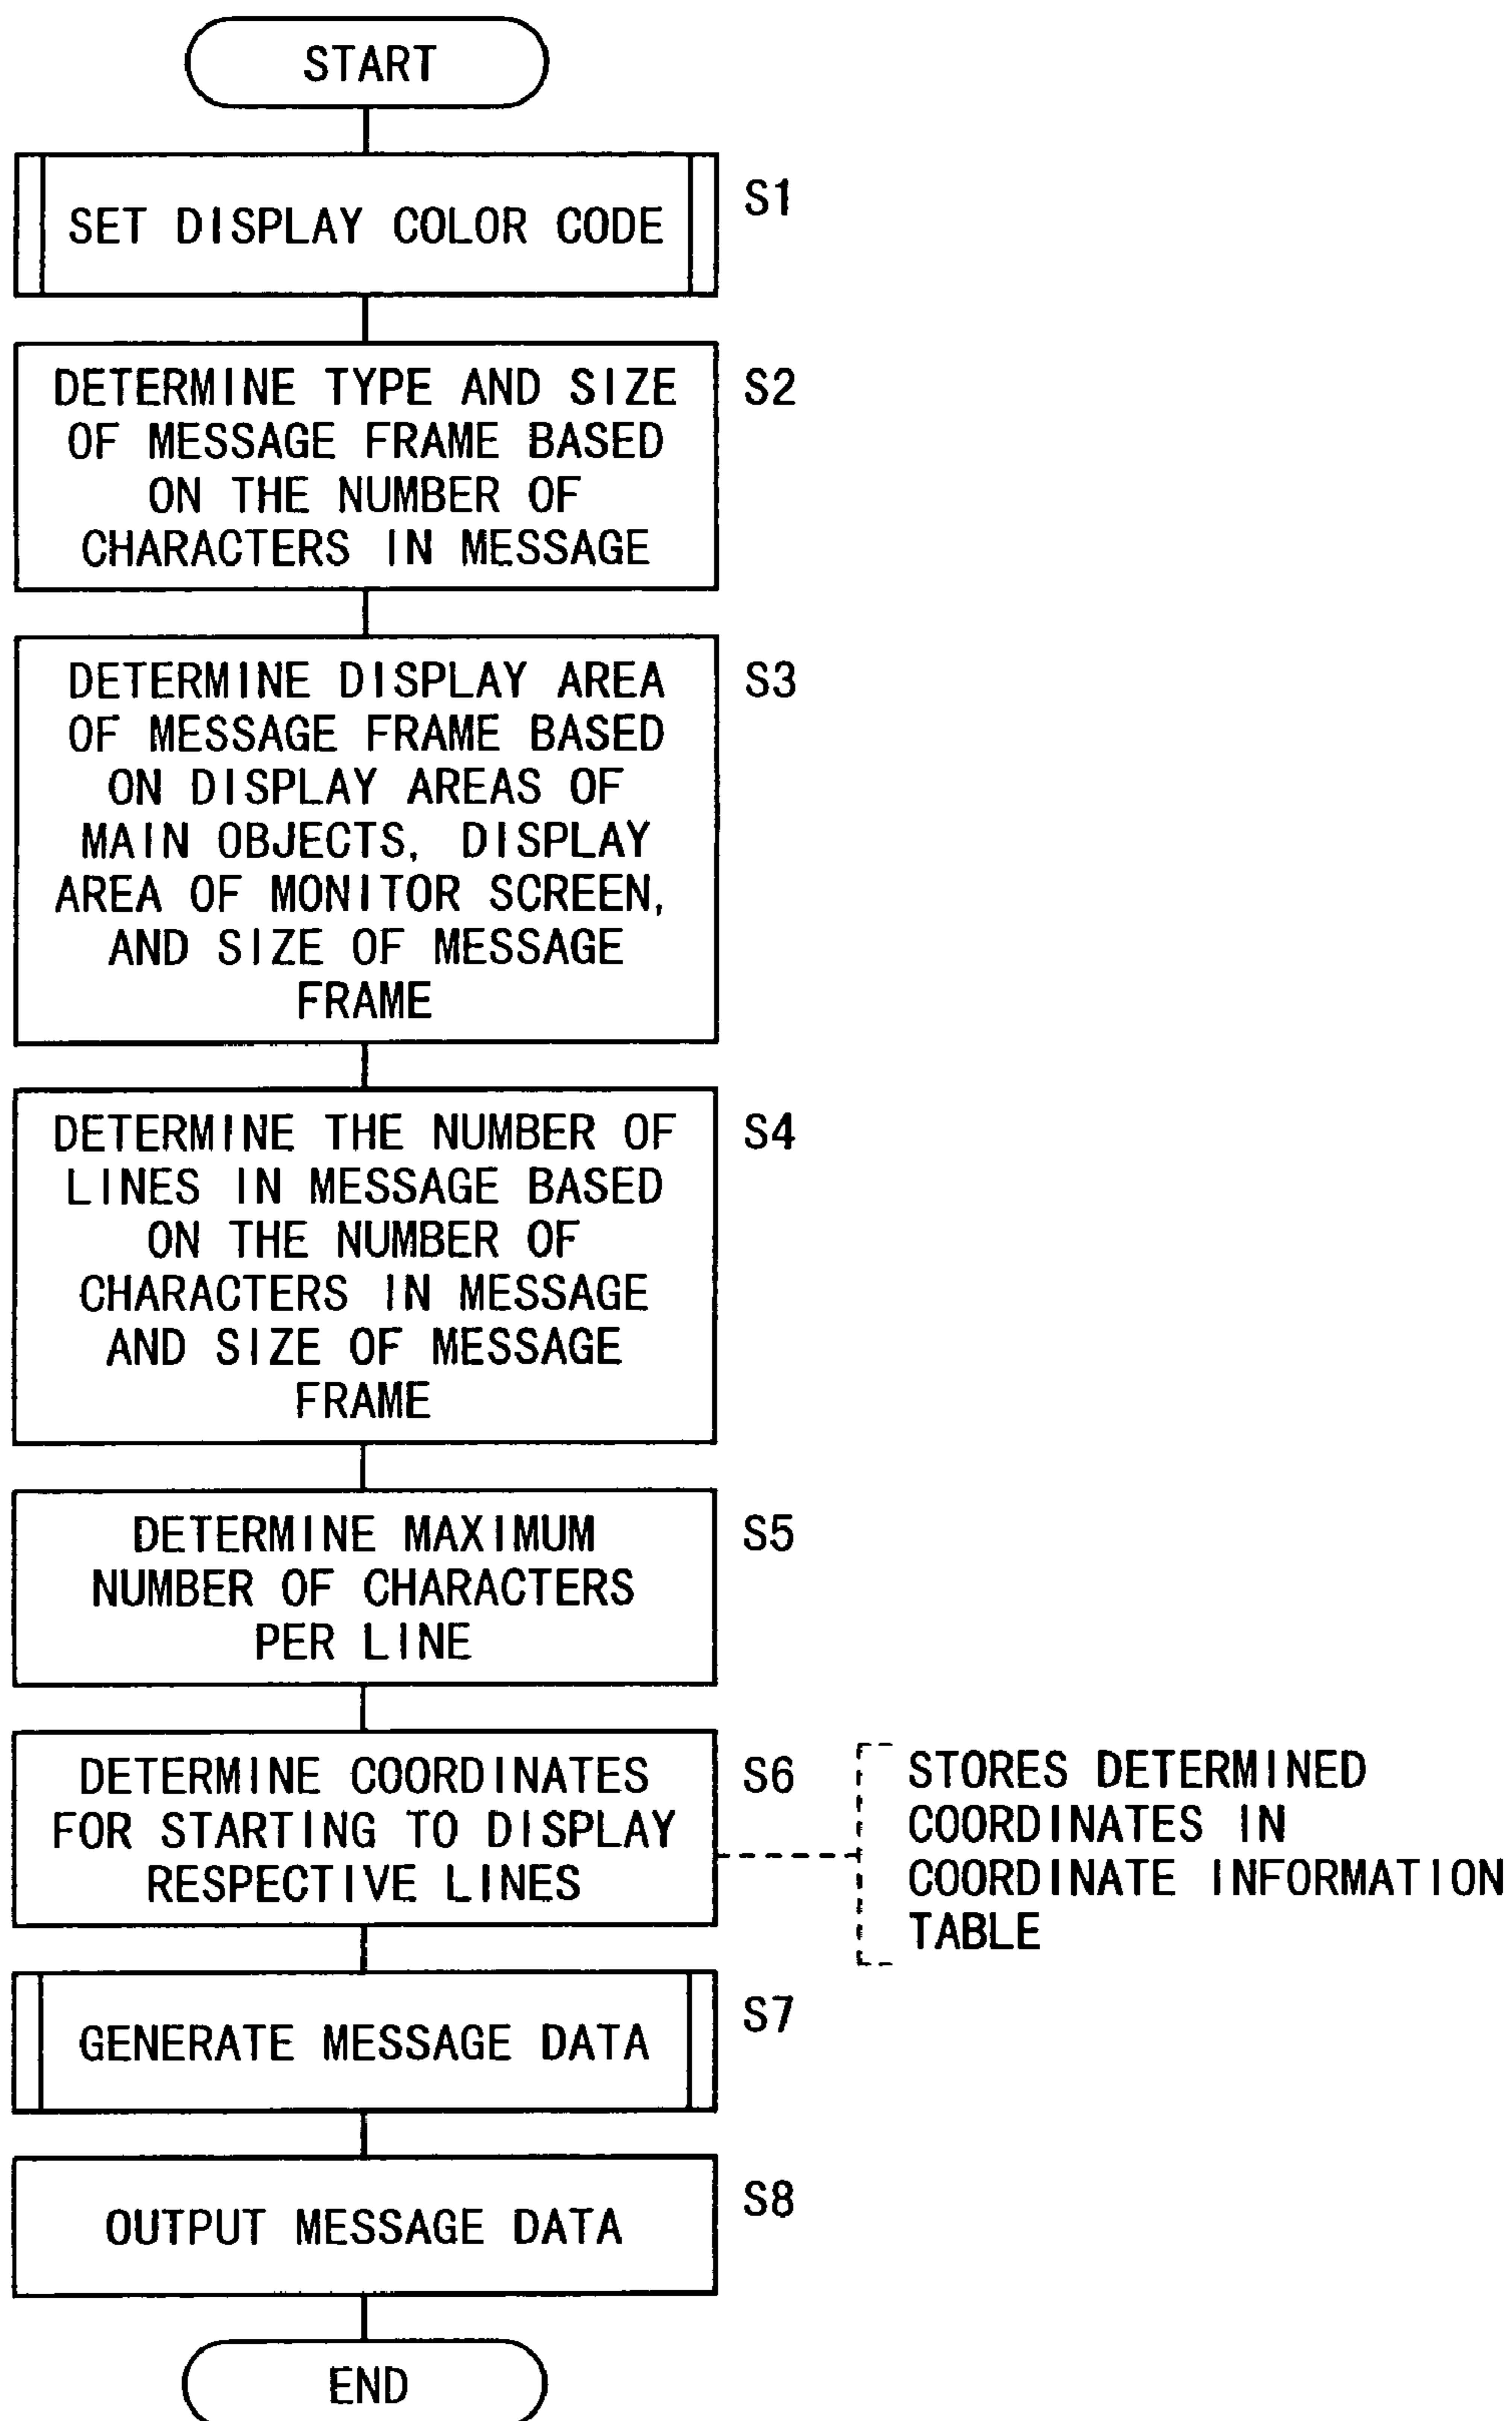 START
SET DISPLAY COLOR CODE
S1
DETERMINE TYPE AND SIZE
OF MESSAGE FRAME BASED
ON THE NUMBER OF
CHARACTERS IN MESSAGE
S2
DETERMINE DISPLAY AREA
OF MESSAGE FRAME BASED
ON DISPLAY AREAS OF
MAIN OBJECTS, DISPLAY
AREA OF MONITOR SCREEN,
AND SIZE OF MESSAGE
FRAME
S3
DETERMINE THE NUMBER OF
LINES IN MESSAGE BASED
ON THE NUMBER OF
CHARACTERS IN MESSAGE
AND SIZE OF MESSAGE
FRAME
S4
DETERMINE MAXIMUM
NUMBER OF CHARACTERS
PER LINE
S5
DETERMINE COORDINATES
FOR STARTING TO DISPLAY
RESPECTIVE LINES
S6
STORES DETERMINED
COORDINATES IN
COORDINATE INFORMATION
TABLE
GENERATE MESSAGE DATA
S7
OUTPUT MESSAGE DATA
S8
END